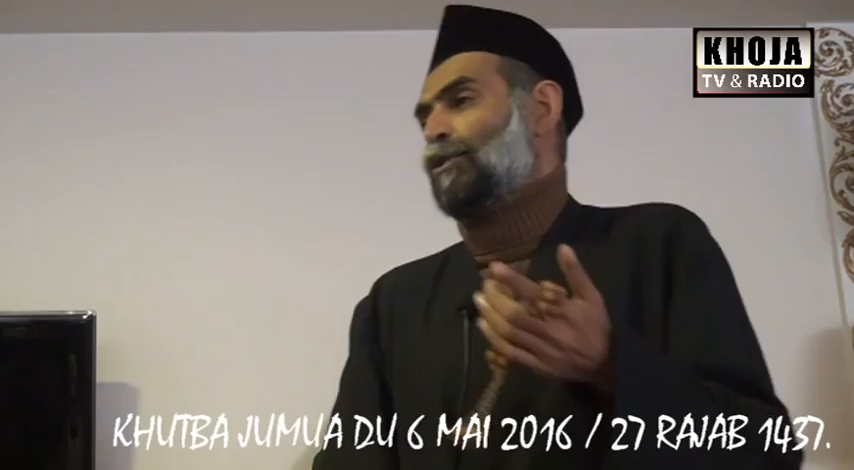 KHOJA
TV & RADIO
KHUTBA JUMUA DU 6 MAI 2016 / 27 RAJAB 1437.